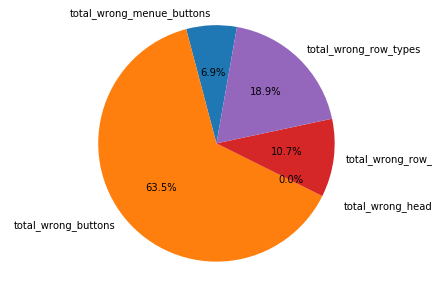 total_wrong_menue_buttons
total_wrong_row_types
6.9%
18.9%
10.7%
total_wrong_row_
0.0%
63.5%
total_wrong_head
total_wrong_buttons